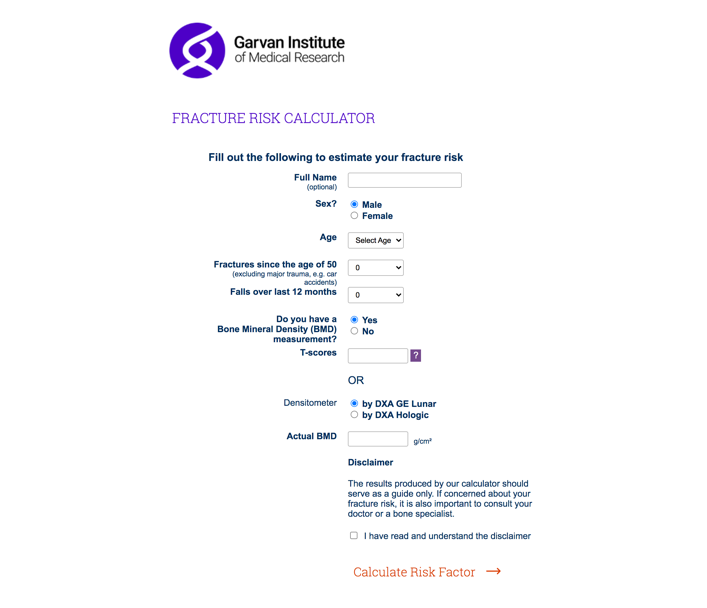 Garvan Institute
of Medical Research
FRACTURE RISK CALCULATOR
Fill out the following to estimate your fracture risk
Full Name
(optional)
Sex?
Male
Female
Age
Select Age
Fractures since the age of 50
(excluding major trauma, e.g. car
accidents)
0
Falls over last 12 months
0
Do you have a
Bone Mineral Density (BMD)
measurement?
Yes
No
T-scores
?
OR
Densitometer
by DXA GE Lunar
by DXA Hologic
Actual BMD
g/cm²
Disclaimer
The results produced by our calculator should
serve as a guide only. If concerned about your
fracture risk, it is also important to consult your
doctor or a bone specialist.
I have read and understand the disclaimer
Calculate Risk Factor →